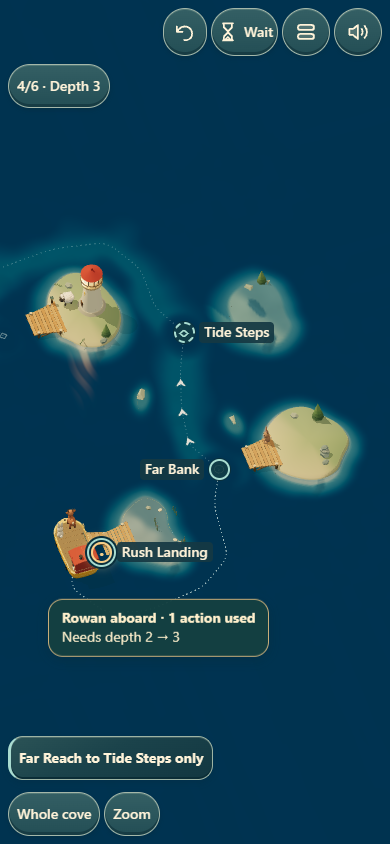 Wait
4/6 · Depth 3
Tide Steps
Far Bank
Rush Landing
Rowan aboard · 1 action used
Needs depth 2 → 3
Far Reach to Tide Steps only
Whole cove
Zoom